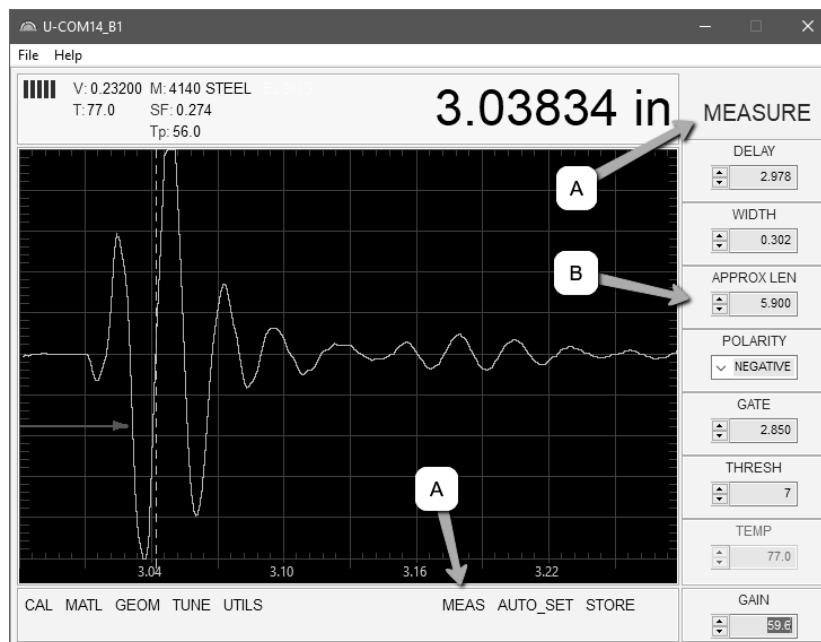 U-COM14_B1
File Help
V: 0.23200 M: 4140 STEEL
T: 77.0 SF: 0.274
Tp: 56.0
3.03834 in
MEASURE
A
DELAY
2.978
WIDTH
0.302
B
APPROX LEN
5.900
POLARITY
NEGATIVE
GATE
2.850
THRESH
7
A
TEMP
77.0
3.04 3.10 3.16 3.22
CAL MATL GEOM TUNE UTILS MEAS AUTO_SET STORE
GAIN
59.6